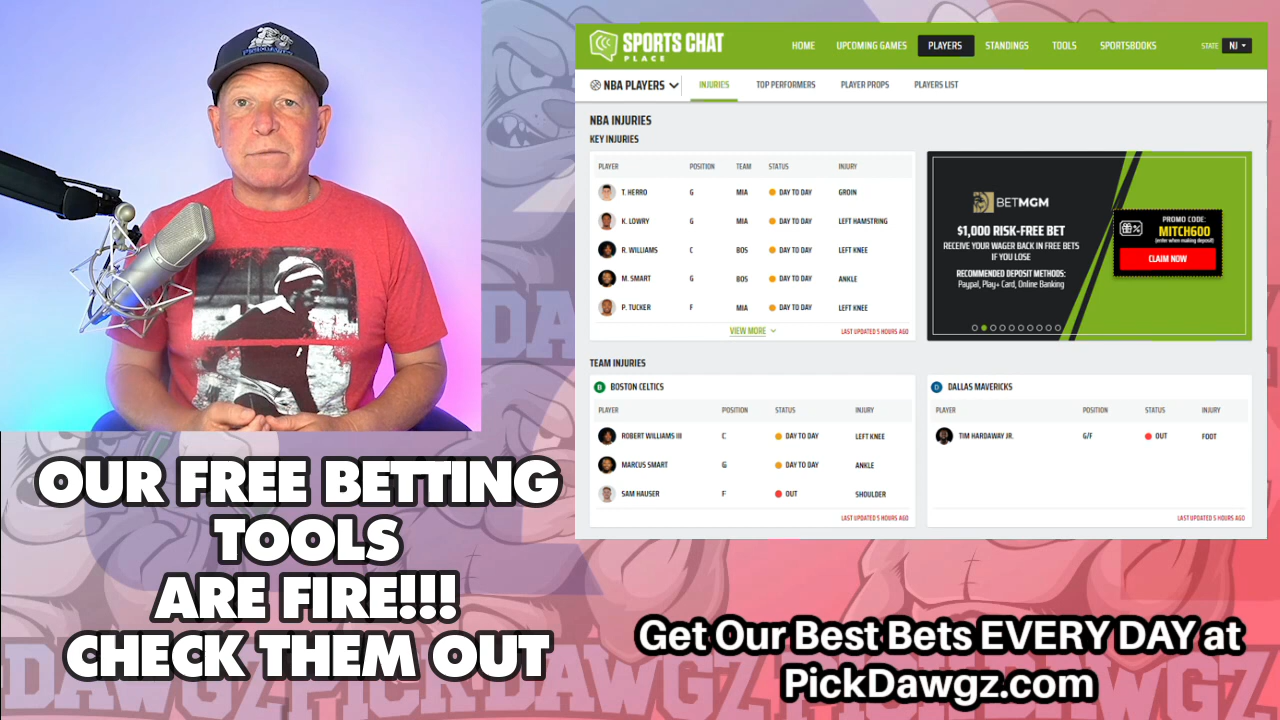 PICKDAWGZ
OUR FREE BETTING
TOOLS
ARE FIRE!!!
CHECK THEM OUT
SPORTS CHAT
PLACE
HOME
UPCOMING GAMES
PLAYERS
STANDINGS
TOOLS
SPORTSBOOKS
STATE
NJ
NBA PLAYERS
INJURIES
TOP PERFORMERS
PLAYER PROPS
PLAYERS LIST
NBA INJURIES
KEY INJURIES
PLAYER POSITION TEAM STATUS INJURY
T. HERRO G MIA DAY TO DAY GROIN
K. LOWRY G MIA DAY TO DAY LEFT HAMSTRING
R. WILLIAMS C BOS DAY TO DAY LEFT KNEE
M. SMART G BOS DAY TO DAY ANKLE
P. TUCKER F MIA DAY TO DAY LEFT KNEE
VIEW MORE
LAST UPDATED 5 HOURS AGO
BETMGM
$1,000 RISK-FREE BET
RECEIVE YOUR WAGER BACK IN FREE BETS
IF YOU LOSE
RECOMMENDED DEPOSIT METHODS:
Paypal, Play+ Card, Online Banking
PROMO CODE:
MITCH600
(enter when making deposit)
CLAIM NOW
TEAM INJURIES
B BOSTON CELTICS
PLAYER POSITION STATUS INJURY
ROBERT WILLIAMS III C DAY TO DAY LEFT KNEE
MARCUS SMART G DAY TO DAY ANKLE
SAM HAUSER F OUT SHOULDER
LAST UPDATED 5 HOURS AGO
D DALLAS MAVERICKS
PLAYER POSITION STATUS INJURY
TIM HARDAWAY JR. G/F OUT FOOT
LAST UPDATED 5 HOURS AGO
Get Our Best Bets EVERY DAY at
PickDawgz.com
DAWGZ PICKDAWGZ PICKDAWGZ